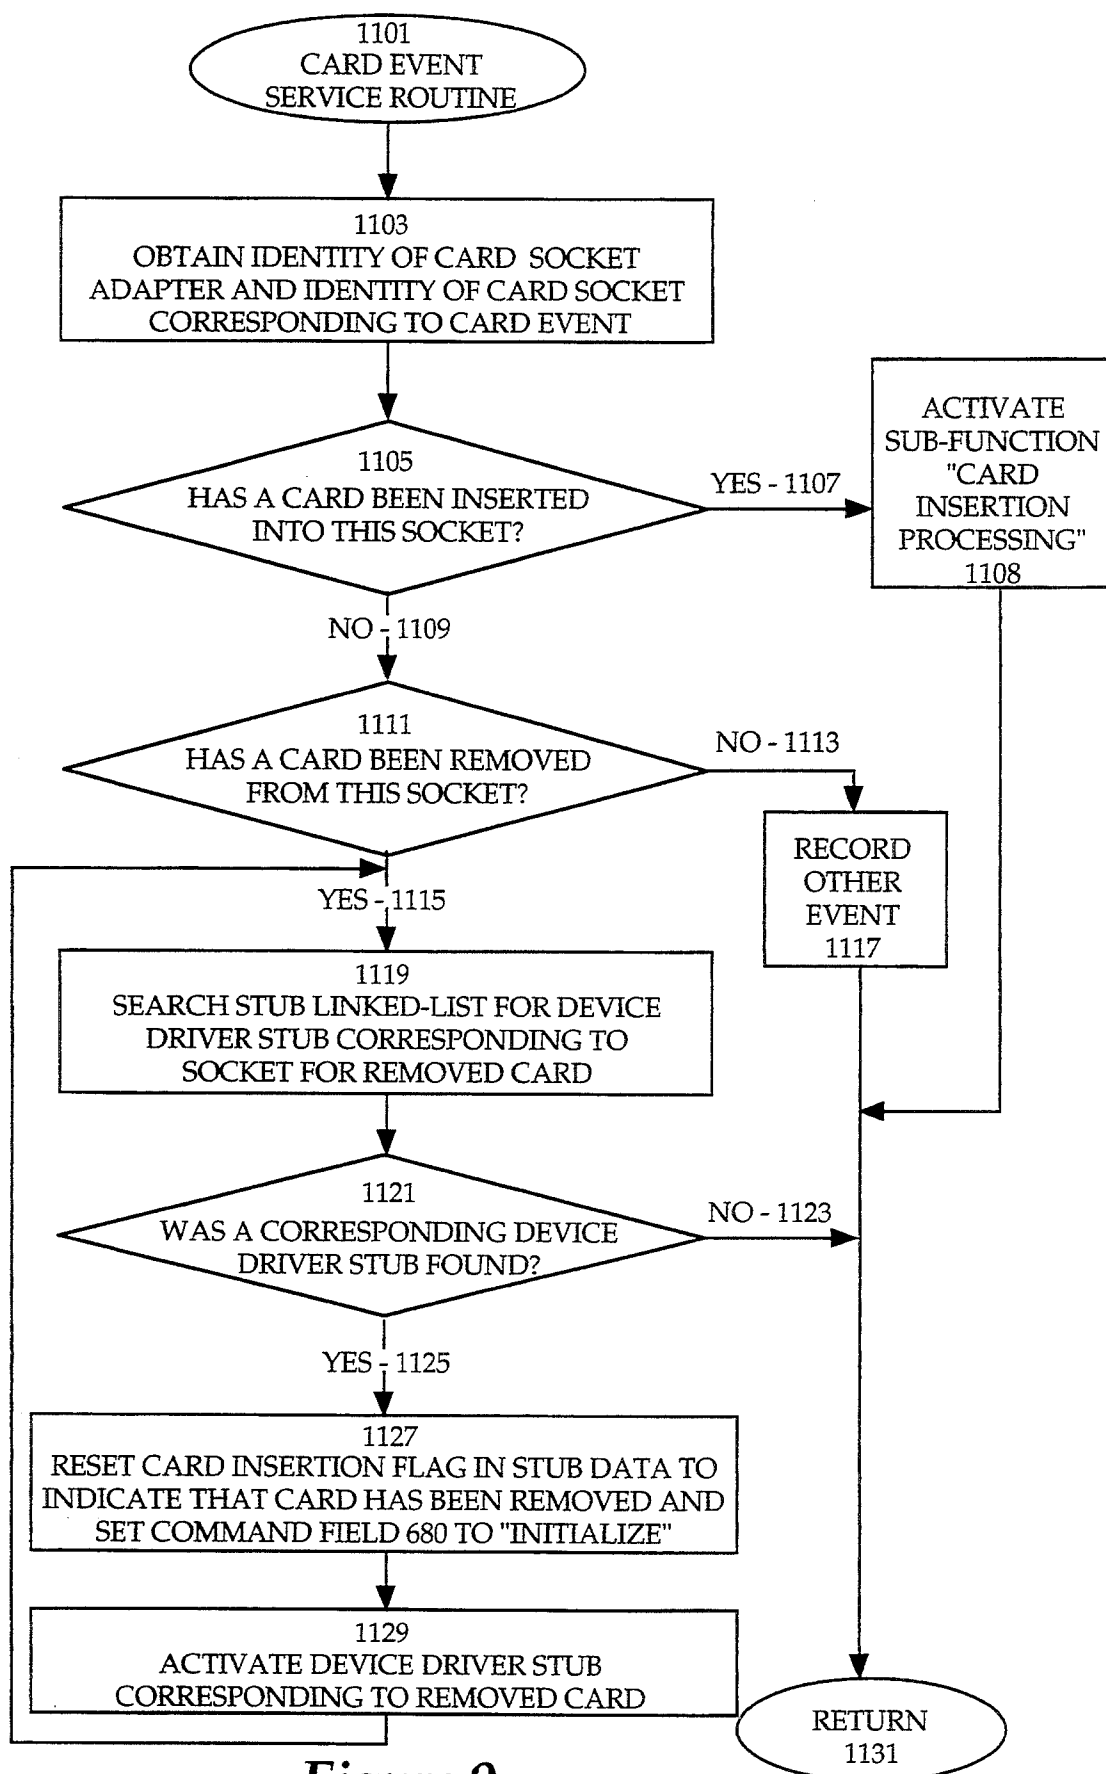 1101
CARD EVENT
SERVICE ROUTINE
1103
OBTAIN IDENTITY OF CARD SOCKET
ADAPTER AND IDENTITY OF CARD SOCKET
CORRESPONDING TO CARD EVENT
1105
HAS A CARD BEEN INSERTED
INTO THIS SOCKET?
YES - 1107
ACTIVATE
SUB-FUNCTION
"CARD
INSERTION
PROCESSING"
1108
NO - 1109
1111
HAS A CARD BEEN REMOVED
FROM THIS SOCKET?
NO - 1113
RECORD
OTHER
EVENT
1117
YES - 1115
1119
SEARCH STUB LINKED-LIST FOR DEVICE
DRIVER STUB CORRESPONDING TO
SOCKET FOR REMOVED CARD
1121
WAS A CORRESPONDING DEVICE
DRIVER STUB FOUND?
NO - 1123
YES - 1125
1127
RESET CARD INSERTION FLAG IN STUB DATA TO
INDICATE THAT CARD HAS BEEN REMOVED AND
SET COMMAND FIELD 680 TO "INITIALIZE"
1129
ACTIVATE DEVICE DRIVER STUB
CORRESPONDING TO REMOVED CARD
RETURN
1131
Figure